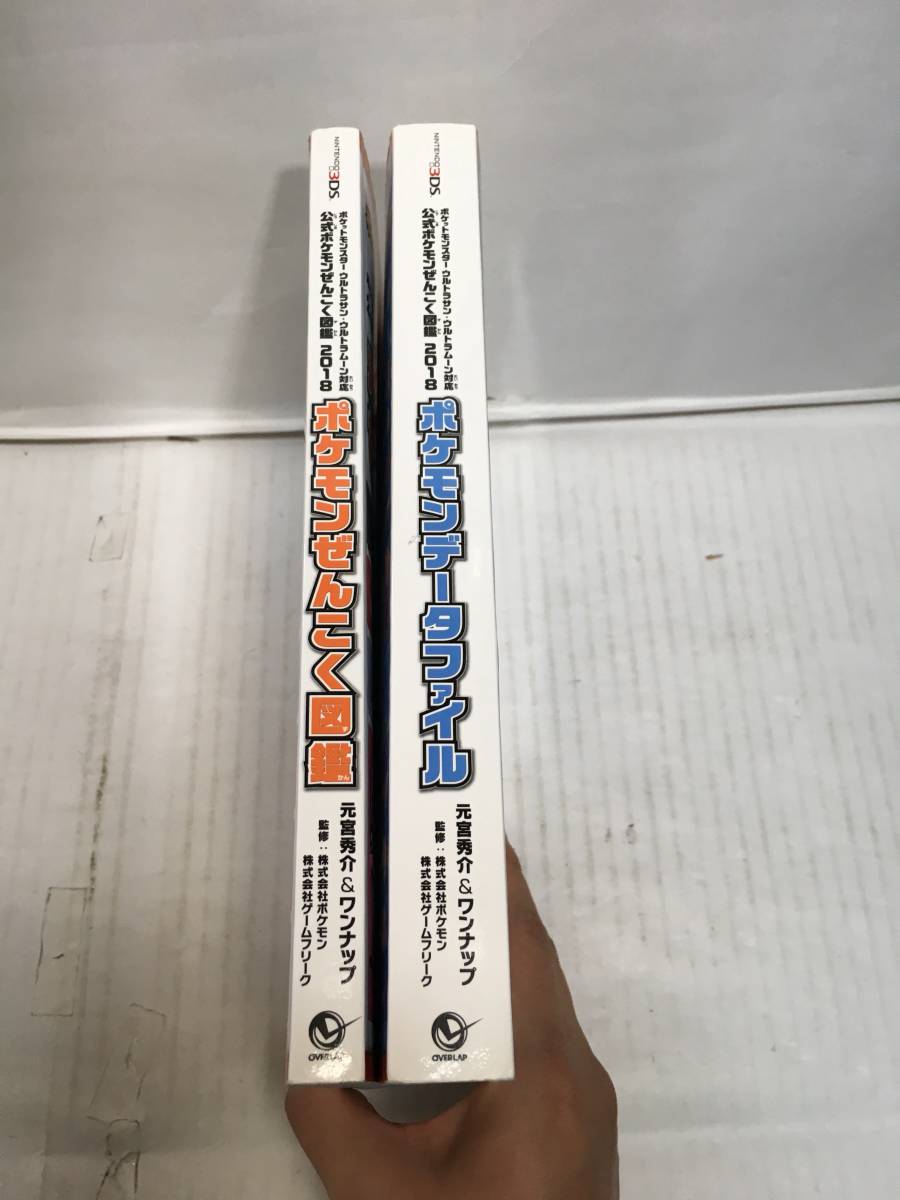 NINTENDO3DS
ポケットモンスター ウルトラサン・ウルトラムーン対応
公式ポケモンぜんこく図鑑 2018
ポケモンぜんこく図鑑
かん
元宮秀介&ワンナップ
監修:株式会社ポケモン
株式会社ゲームフリーク
OVERLAP
NINTENDO3DS
ポケットモンスター ウルトラサン・ウルトラムーン対応
公式ポケモンぜんこく図鑑 2018
ポケモンデータファイル
元宮秀介&ワンナップ
監修:株式会社ポケモン
株式会社ゲームフリーク
OVERLAP